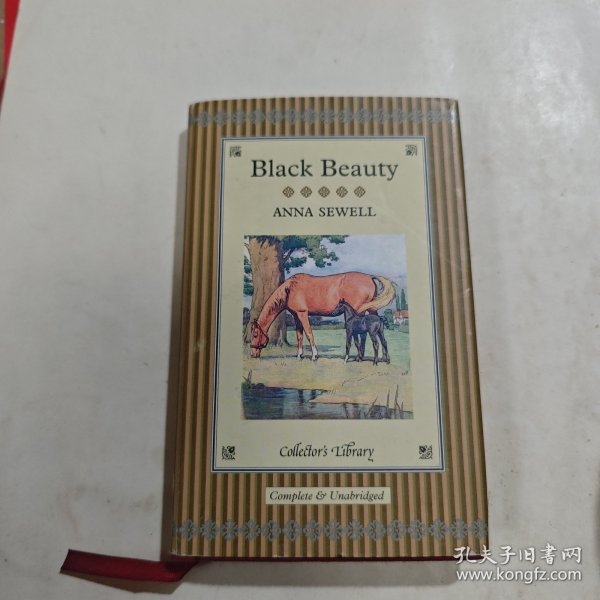 Black Beauty
ANNA SEWELL
Collector's Library
Complete & Unabridged
孔夫子旧书网
www.kongfz.com